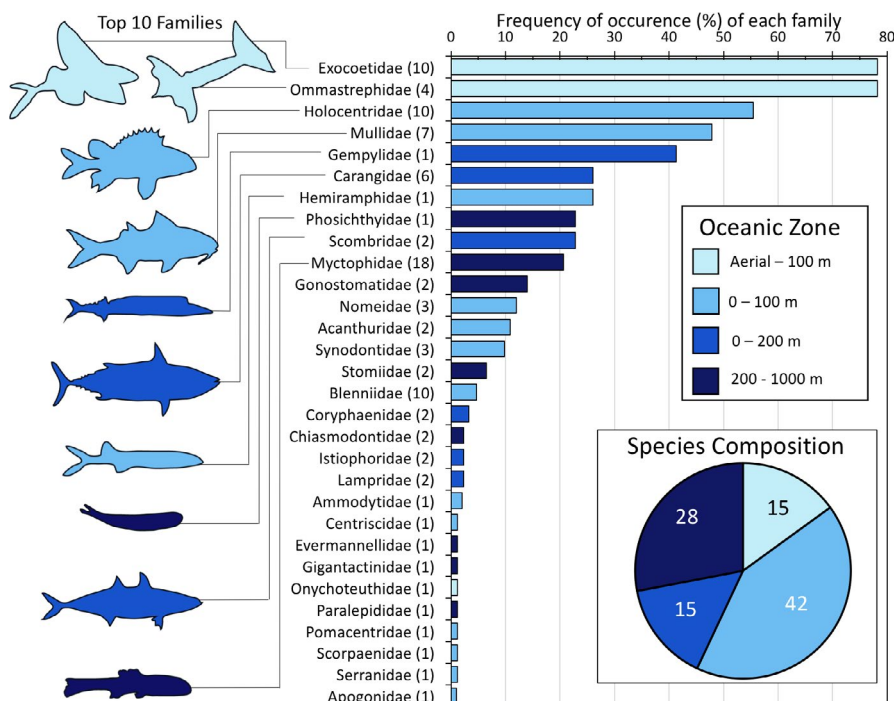 Top 10 Families
Frequency of occurence (%) of each family
0 10 20 30 40 50 60 70 80
Exocoetidae (10)
Ommastrephidae (4)
Holocentridae (10)
Mullidae (7)
Gempylidae (1)
Carangidae (6)
Hemiramphidae (1)
Phosichthyidae (1)
Scombridae (2)
Myctophidae (18)
Gonostomatidae (2)
Nomeidae (3)
Acanthuridae (2)
Synodontidae (3)
Stomiidae (2)
Blenniidae (10)
Coryphaenidae (2)
Chiasmodontidae (2)
Istiophoridae (2)
Lampridae (2)
Ammodytidae (1)
Centriscidae (1)
Evermannellidae (1)
Gigantactinidae (1)
Onychoteuthidae (1)
Paralepididae (1)
Pomacentridae (1)
Scorpaenidae (1)
Serranidae (1)
Apogonidae (1)
Oceanic Zone
Aerial – 100 m
0 – 100 m
0 – 200 m
200 - 1000 m
Species Composition
28
15
15
42